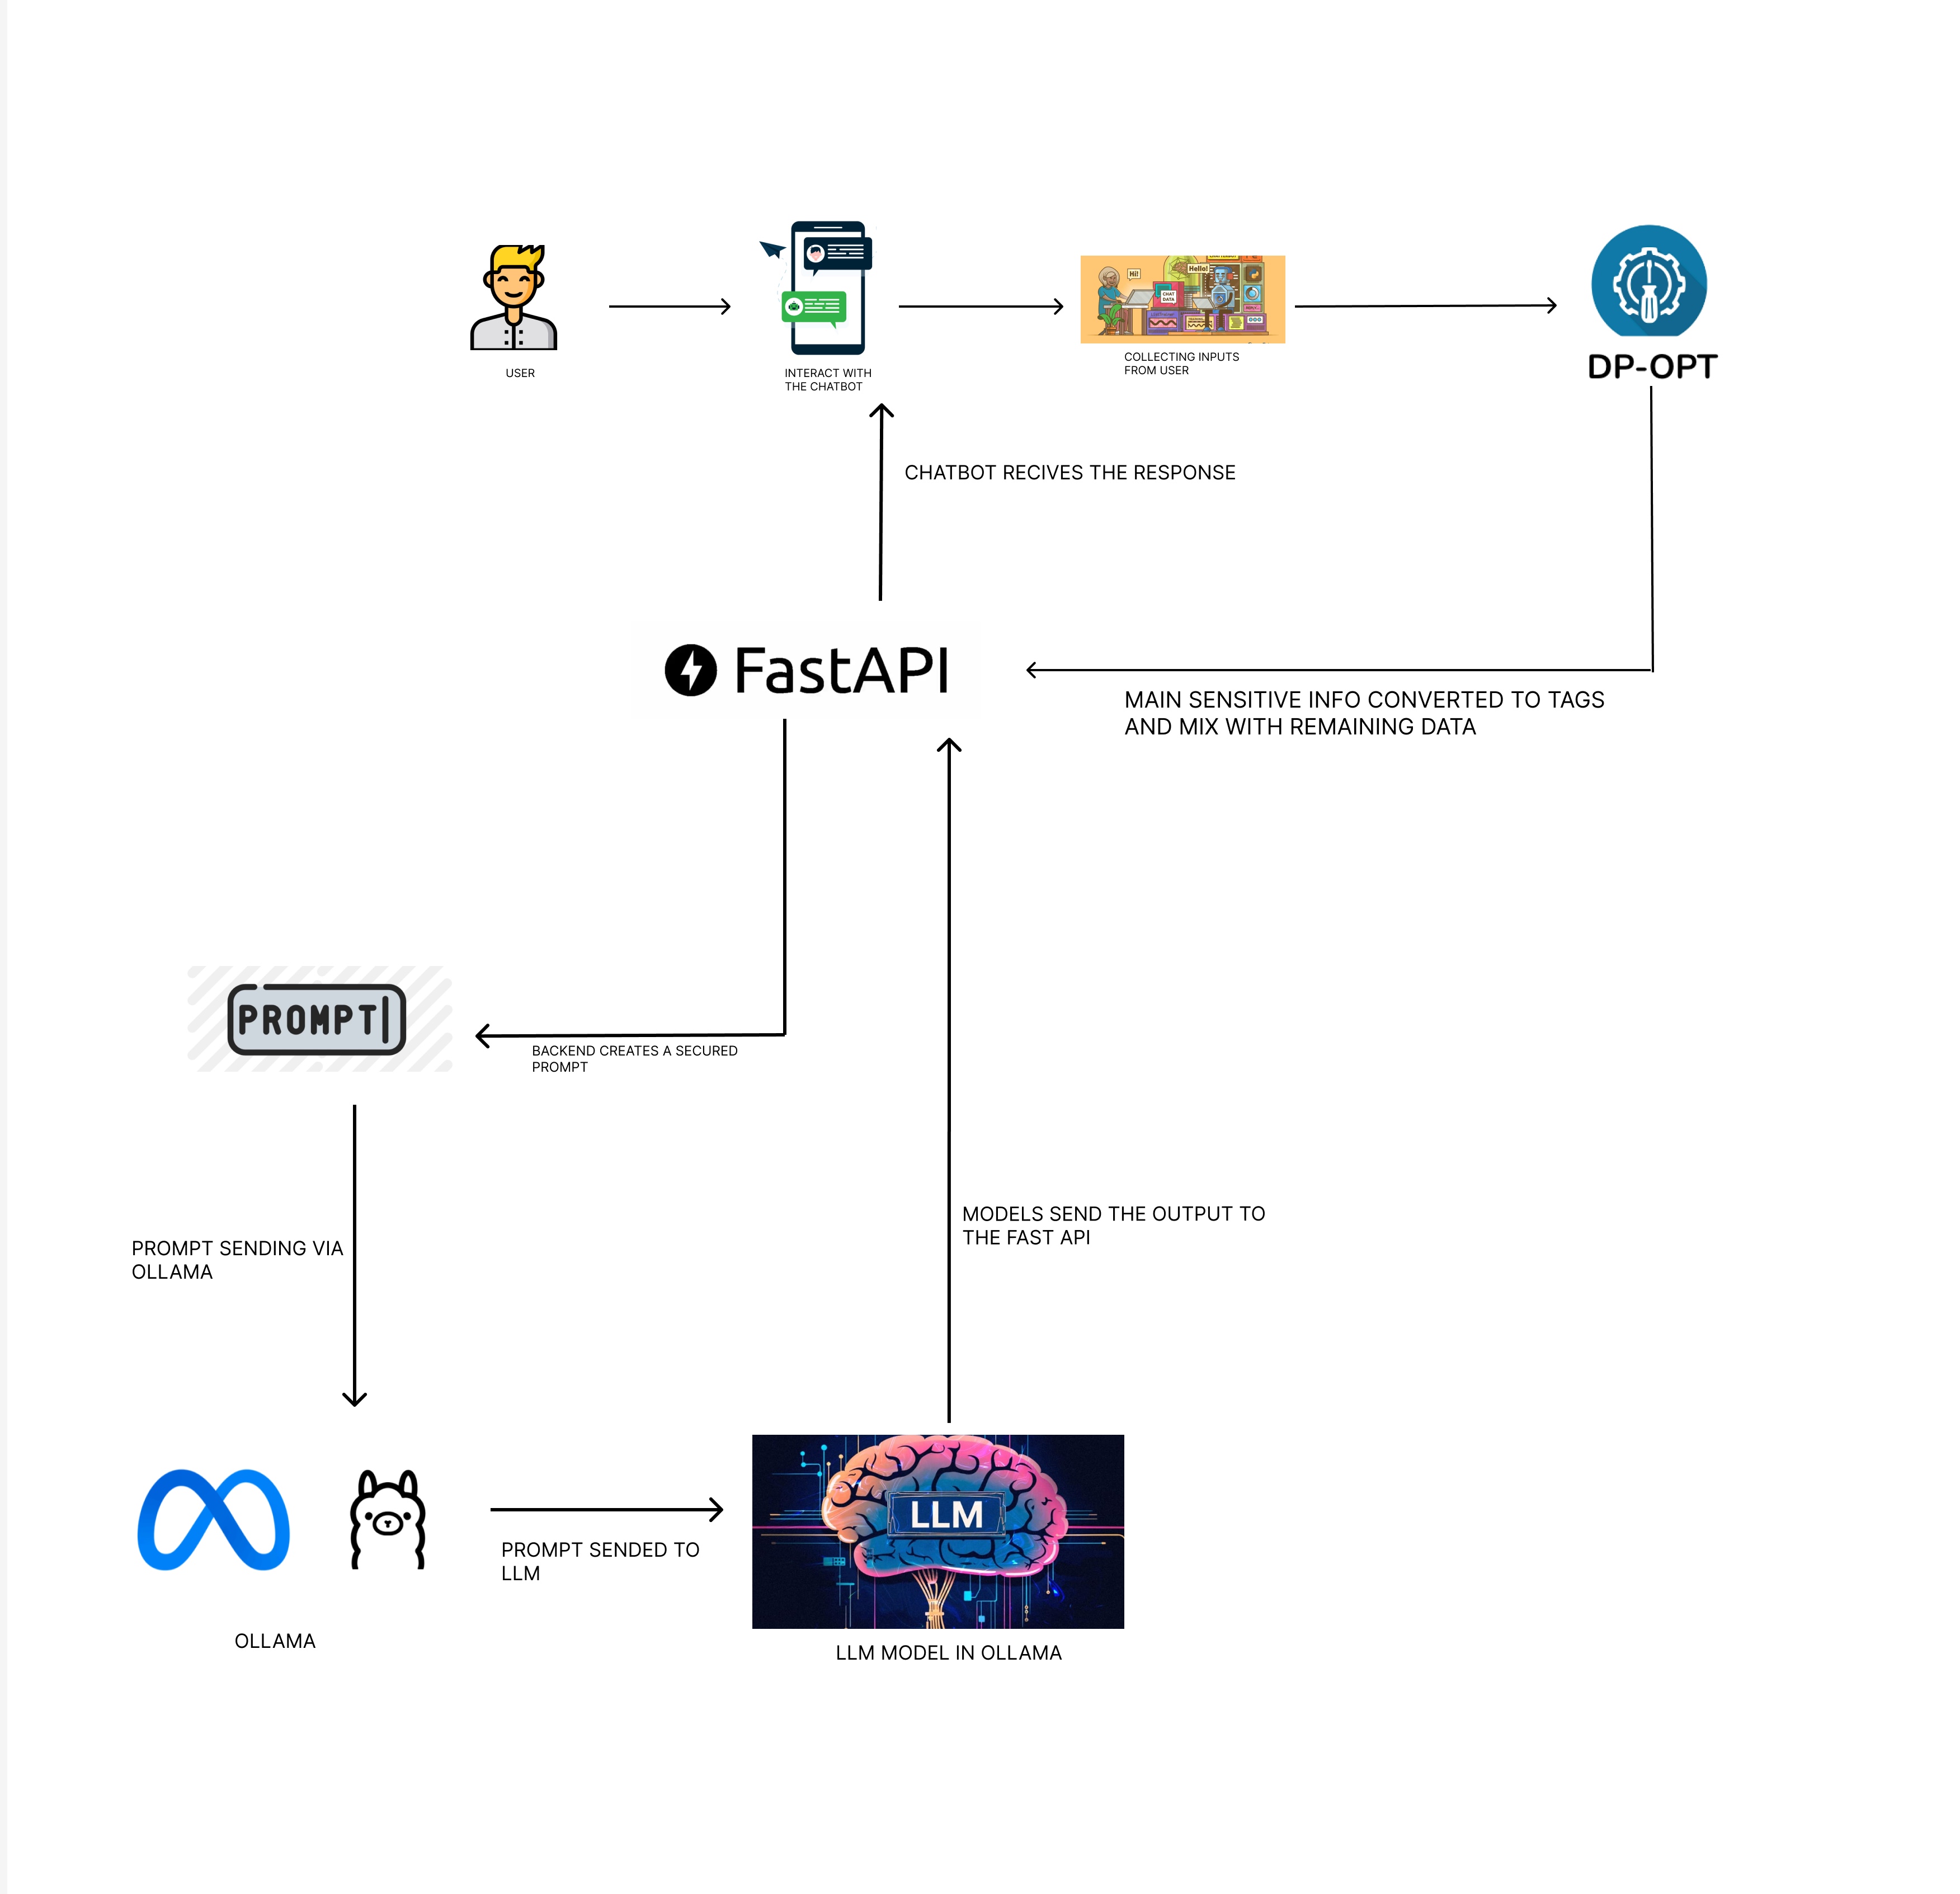 Hi!
Hello!
CHAT
DATA
USER
INTERACT WITH
THE CHATBOT
COLLECTING INPUTS
FROM USER
DP-OPT
CHATBOT RECIVES THE RESPONSE
FastAPI
MAIN SENSITIVE INFO CONVERTED TO TAGS
AND MIX WITH REMAINING DATA
PROMPT
BACKEND CREATES A SECURED
PROMPT
PROMPT SENDING VIA
OLLAMA
MODELS SEND THE OUTPUT TO
THE FAST API
LLM
PROMPT SENDED TO
LLM
OLLAMA
LLM MODEL IN OLLAMA